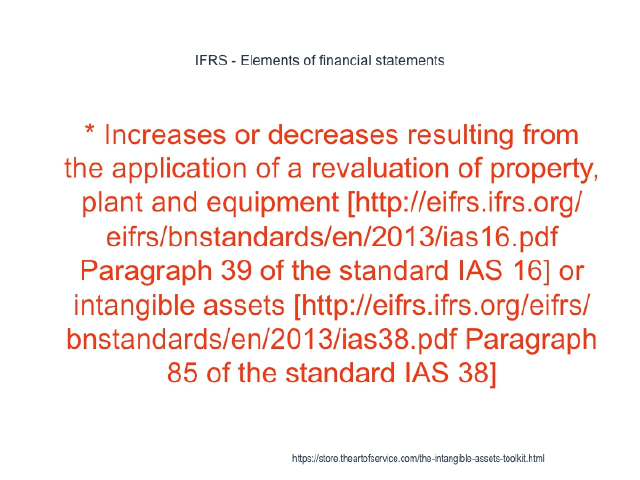 IFRS - Elements of financial statements
* Increases or decreases resulting from
the application of a revaluation of property,
plant and equipment [http://eifrs.ifrs.org/
eifrs/bnstandards/en/2013/ias16.pdf
Paragraph 39 of the standard IAS 16] or
intangible assets [http://eifrs.ifrs.org/eifrs/
bnstandards/en/2013/ias38.pdf Paragraph
85 of the standard IAS 38]
https://store.theartofservice.com/the-intangible-assets-toolkit.html